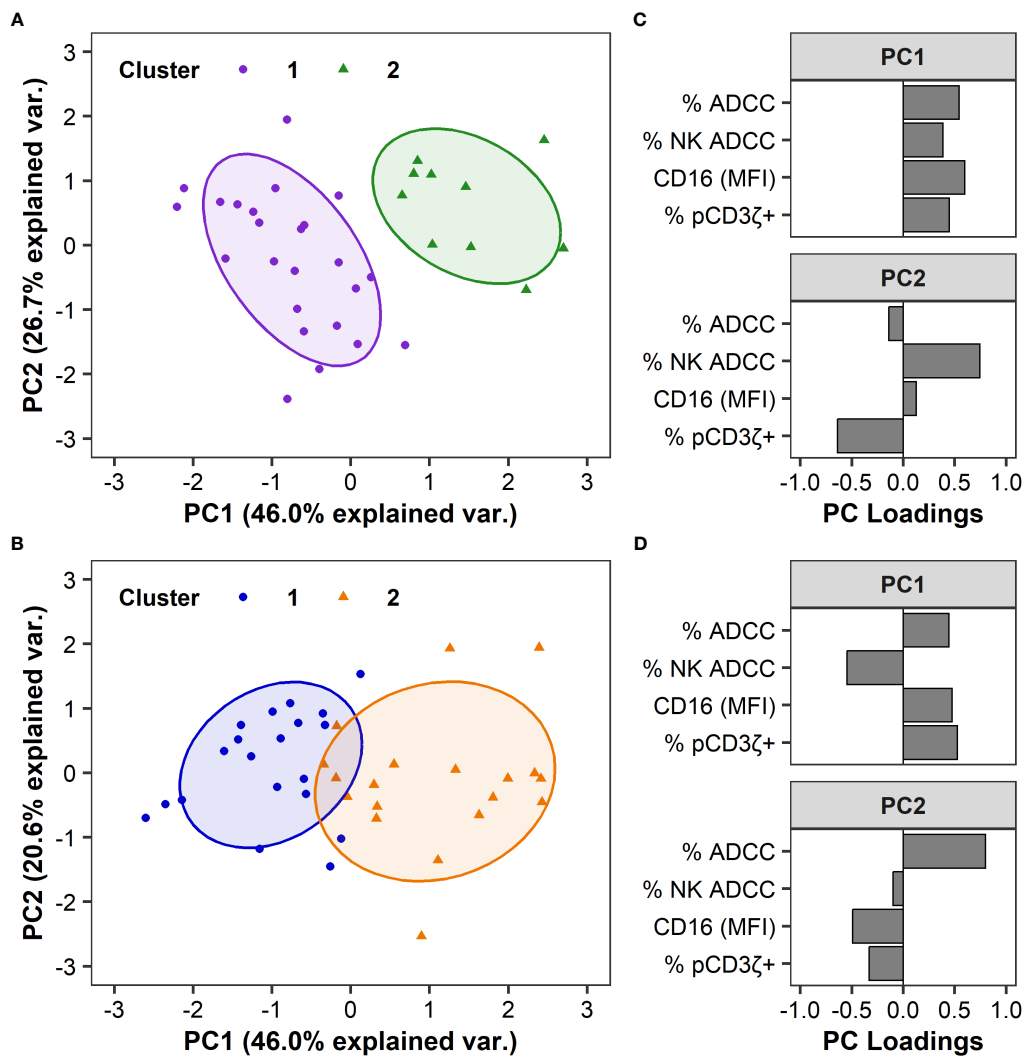 A
Cluster 1 2
3
2
1
0
-1
-2
-3
PC2 (26.7% explained var.)
-3 -2 -1 0 1 2 3
PC1 (46.0% explained var.)
C
PC1
% ADCC
% NK ADCC
CD16 (MFI)
% pCD3ζ+
PC2
% ADCC
% NK ADCC
CD16 (MFI)
% pCD3ζ+
-1.0 -0.5 0.0 0.5 1.0
PC Loadings
B
Cluster 1 2
3
2
1
0
-1
-2
-3
PC2 (20.6% explained var.)
-3 -2 -1 0 1 2 3
PC1 (46.0% explained var.)
D
PC1
% ADCC
% NK ADCC
CD16 (MFI)
% pCD3ζ+
PC2
% ADCC
% NK ADCC
CD16 (MFI)
% pCD3ζ+
-1.0 -0.5 0.0 0.5 1.0
PC Loadings